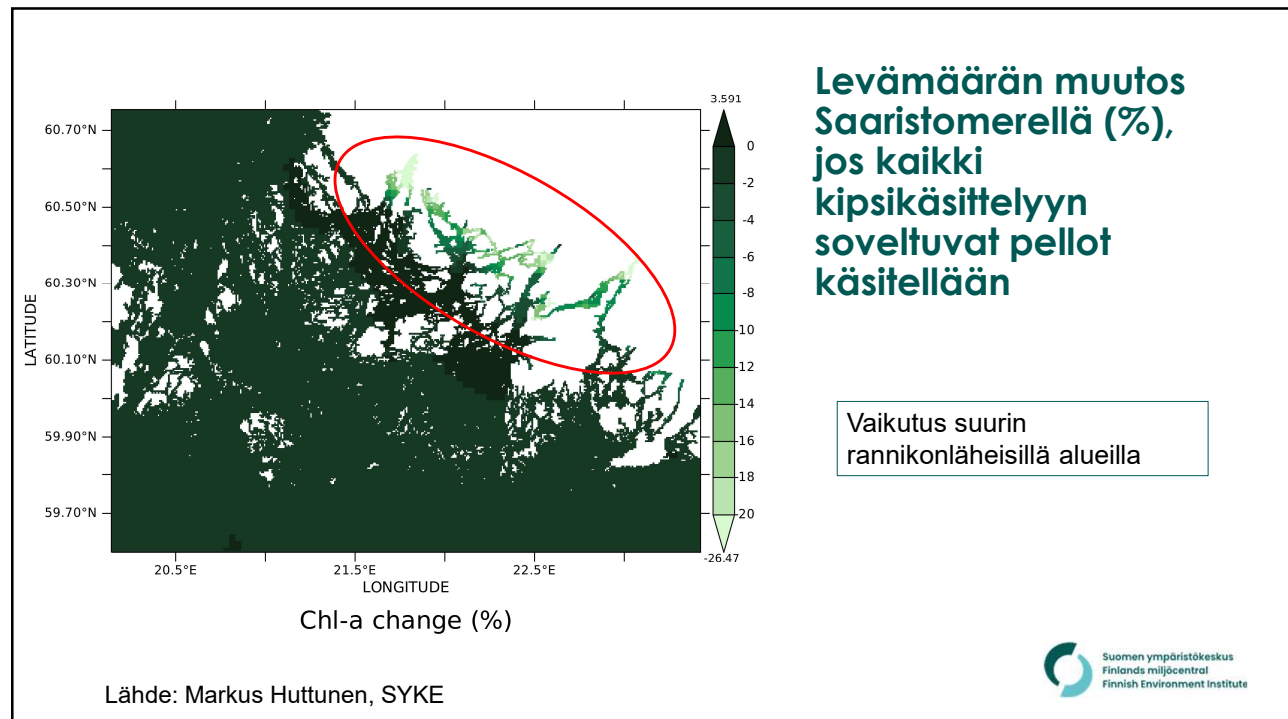 Levämäärän muutos
Saaristomerellä (%),
jos kaikki
kipsikäsittelyyn
soveltuvat pellot
käsitellään
Vaikutus suurin
rannikonläheisillä alueilla
3.591
0
-2
-4
-6
-8
-10
-12
-14
-16
-18
-20
-26.47
60.70°N
60.50°N
60.30°N
60.10°N
59.90°N
59.70°N
LATITUDE
20.5°E 21.5°E 22.5°E
LONGITUDE
Chl-a change (%)
Lähde: Markus Huttunen, SYKE
Suomen ympäristökeskus
Finlands miljöcentral
Finnish Environment Institute